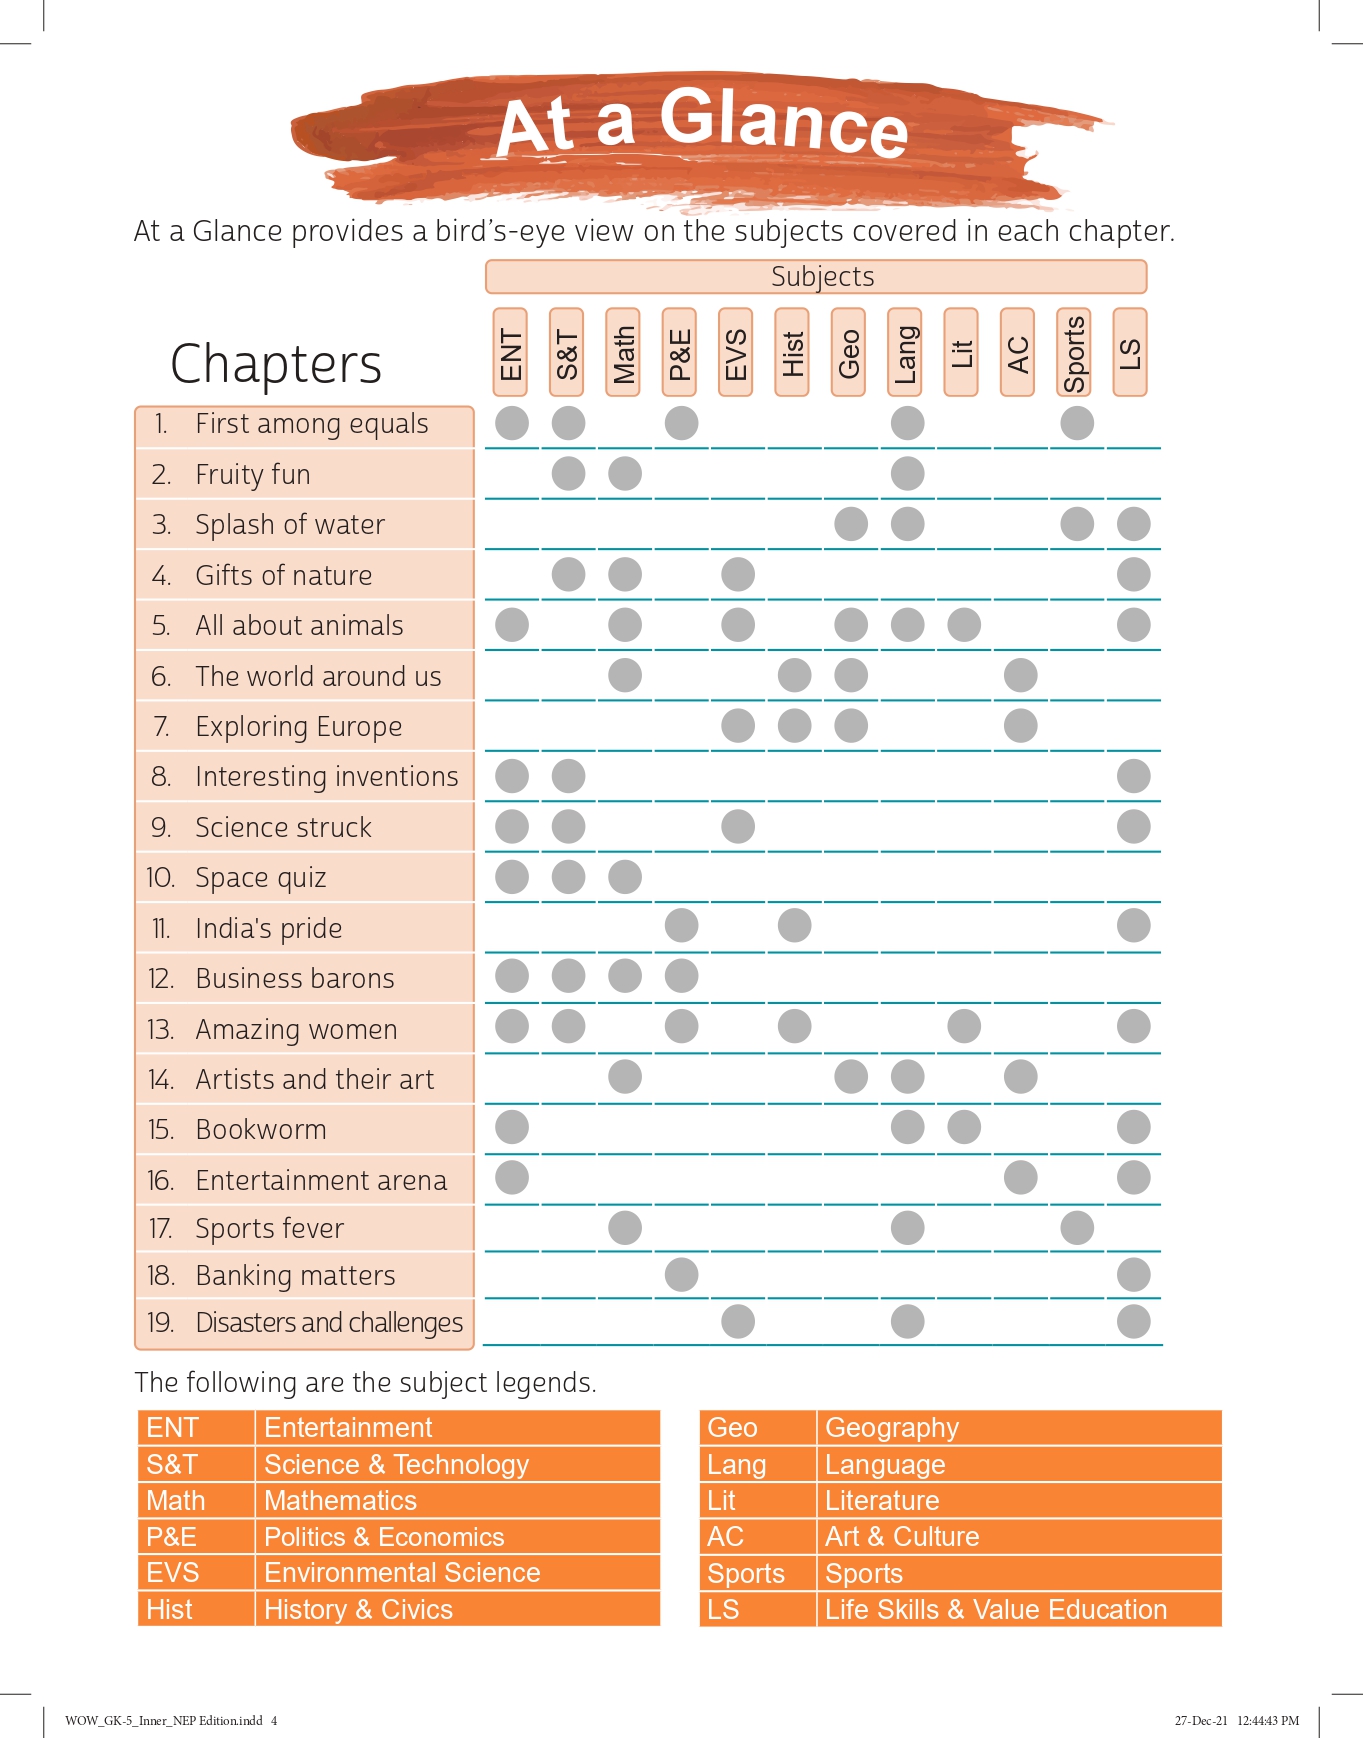 At a Glance
At a Glance provides a bird's-eye view on the subjects covered in each chapter.
Subjects
Chapters
ENT
S&T
Math
P&E
EVS
Hist
Geo
Lang
Lit
AC
Sports
LS
1. First among equals
2. Fruity fun
3. Splash of water
4. Gifts of nature
5. All about animals
6. The world around us
7. Exploring Europe
8. Interesting inventions
9. Science struck
10. Space quiz
11. India's pride
12. Business barons
13. Amazing women
14. Artists and their art
15. Bookworm
16. Entertainment arena
17. Sports fever
18. Banking matters
19. Disasters and challenges
The following are the subject legends.
ENT Entertainment
S&T Science & Technology
Math Mathematics
P&E Politics & Economics
EVS Environmental Science
Hist History & Civics
Geo Geography
Lang Language
Lit Literature
AC Art & Culture
Sports Sports
LS Life Skills & Value Education
WOW_GK-5_Inner_NEP Edition.indd 4
27-Dec-21 12:44:43 PM